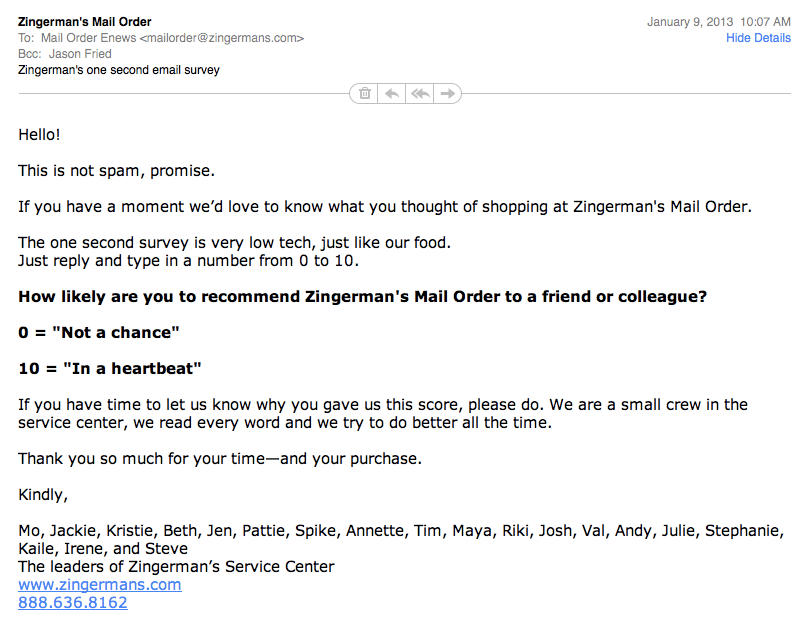 Zingerman's Mail Order
January 9, 2013 10:07 AM
To: Mail Order Enews <mailorder@zingermans.com>
Hide Details
Bcc: Jason Fried
Zingerman's one second email survey
Hello!
This is not spam, promise.
If you have a moment we’d love to know what you thought of shopping at Zingerman's Mail Order.
The one second survey is very low tech, just like our food.
Just reply and type in a number from 0 to 10.
How likely are you to recommend Zingerman's Mail Order to a friend or colleague?
0 = "Not a chance"
10 = "In a heartbeat"
If you have time to let us know why you gave us this score, please do. We are a small crew in the
service center, we read every word and we try to do better all the time.
Thank you so much for your time—and your purchase.
Kindly,
Mo, Jackie, Kristie, Beth, Jen, Pattie, Spike, Annette, Tim, Maya, Riki, Josh, Val, Andy, Julie, Stephanie,
Kaile, Irene, and Steve
The leaders of Zingerman’s Service Center
www.zingermans.com
888.636.8162